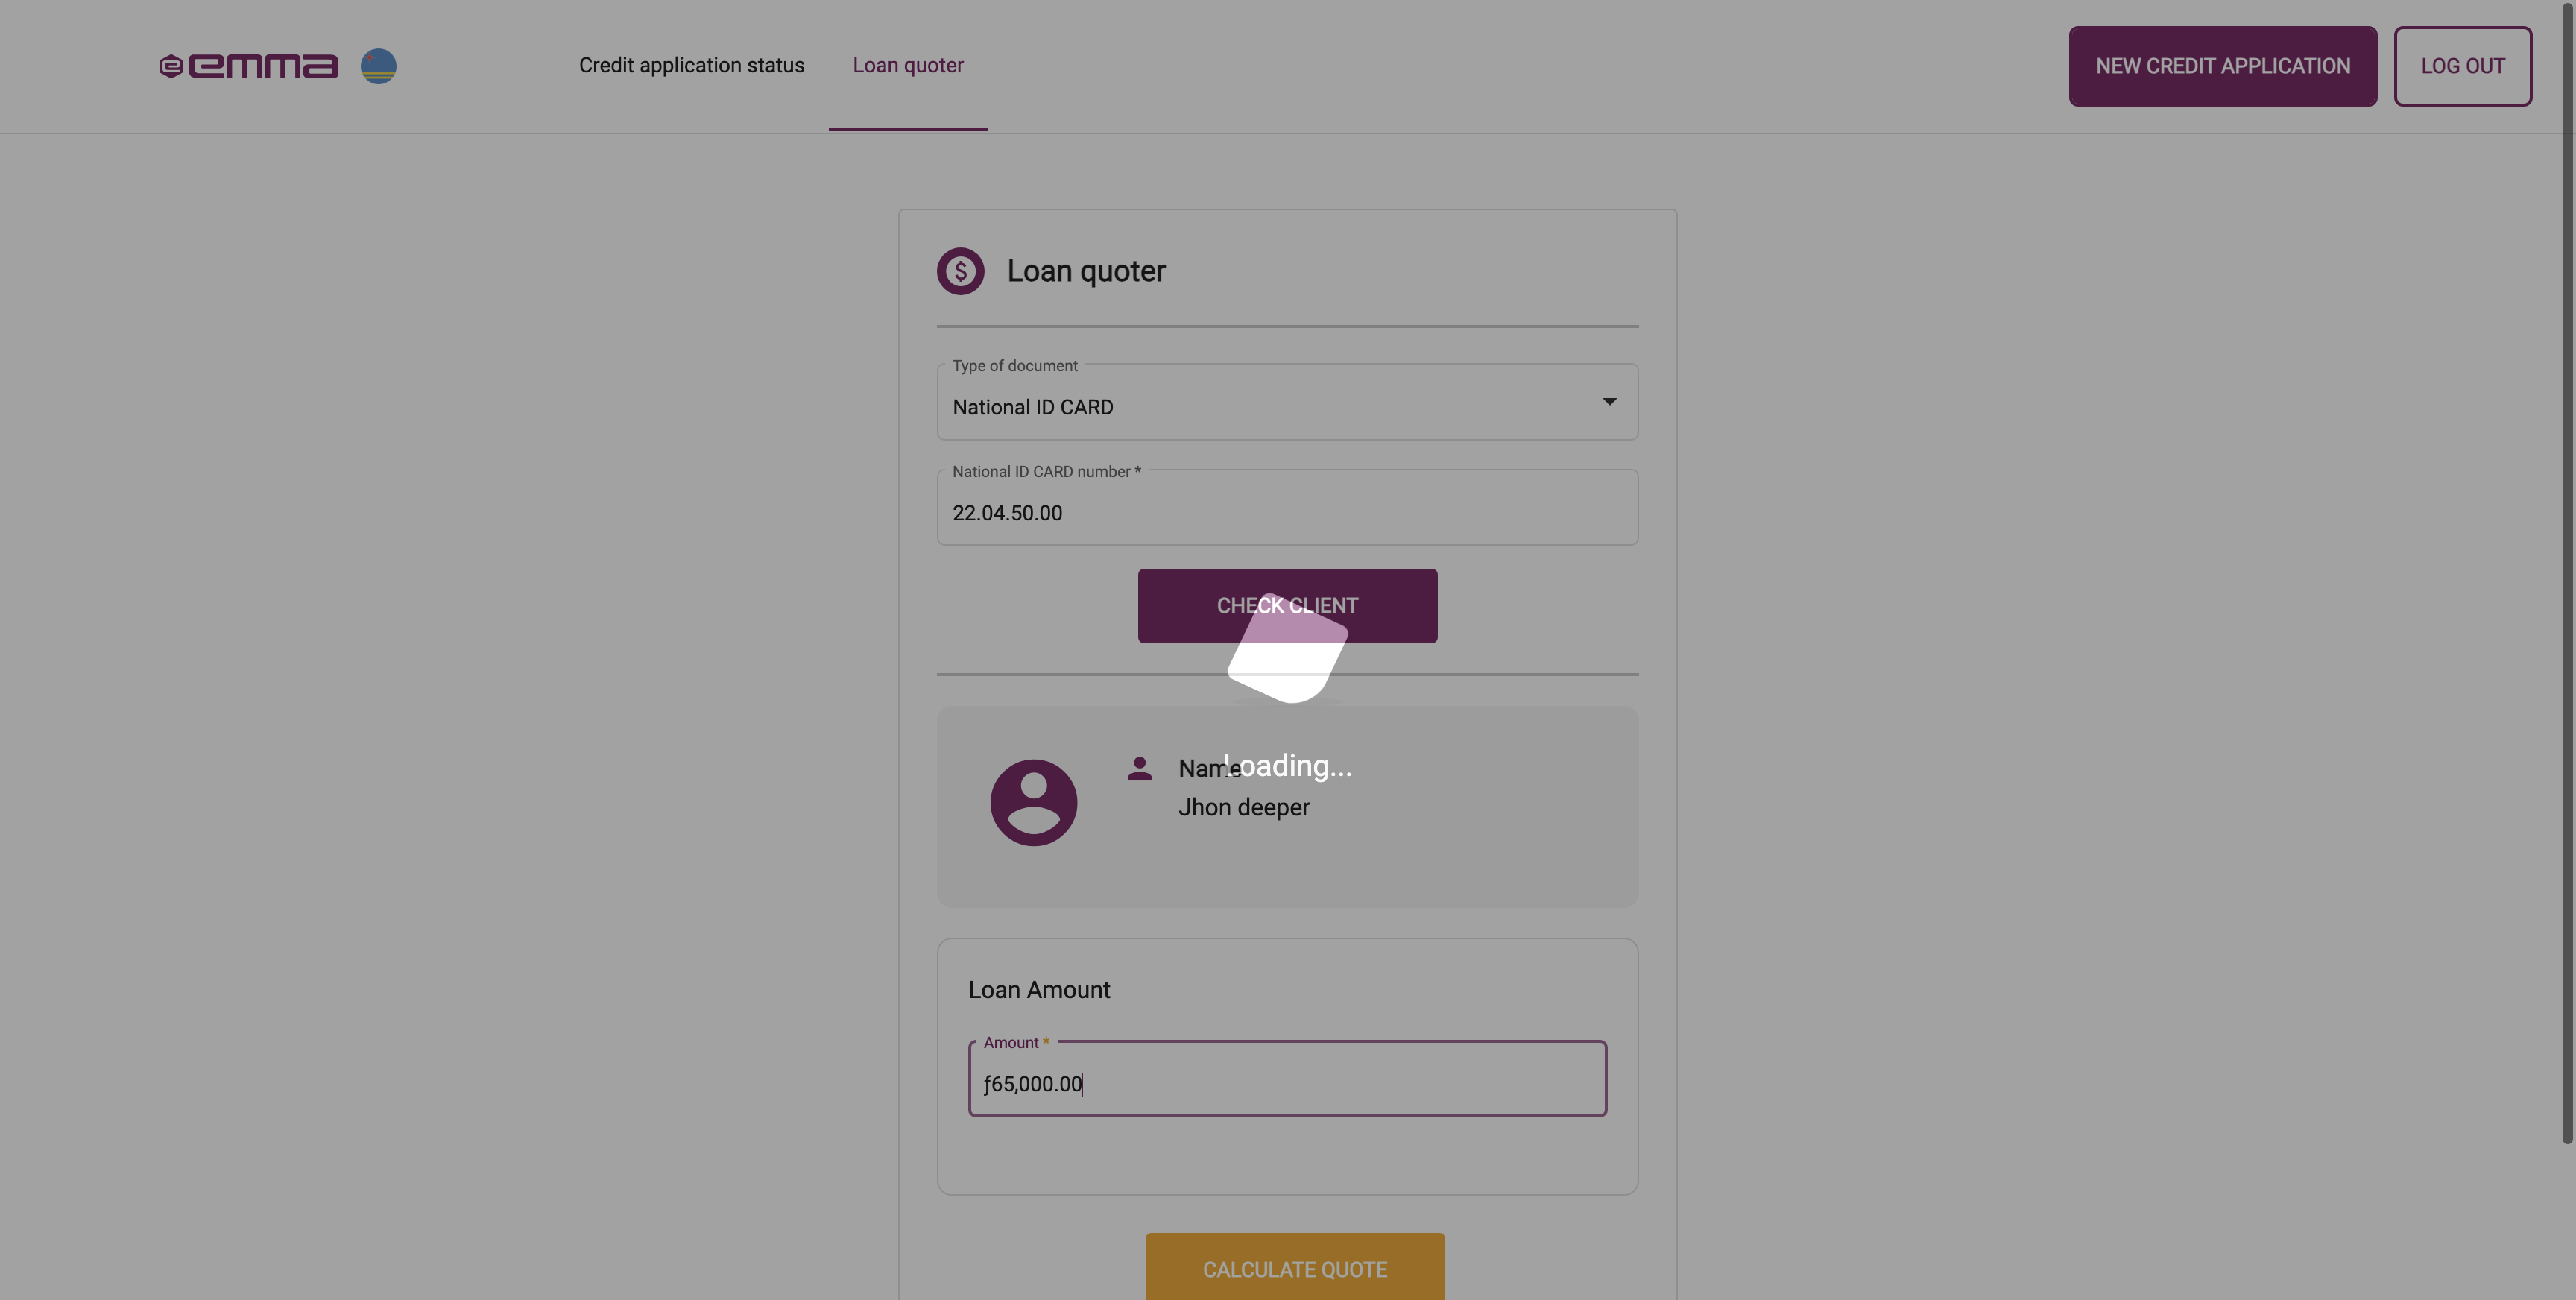 emma
Credit application status
Loan quoter
NEW CREDIT APPLICATION
LOG OUT
$ Loan quoter
Type of document
National ID CARD
National ID CARD number *
22.04.50.00
CHECK CLIENT
Loading...
Name
Jhon deeper
Loan Amount
Amount *
ƒ65,000.00
CALCULATE QUOTE